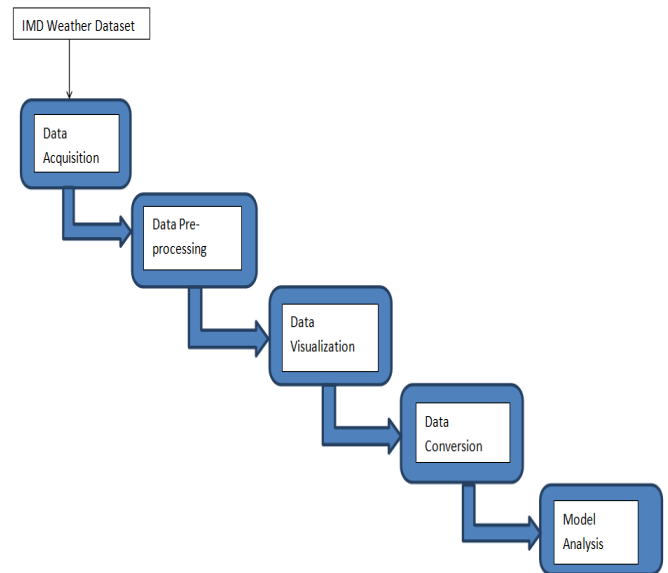 IMD Weather Dataset
Data
Acquisition
Data Pre-
processing
Data
Visualization
Data
Conversion
Model
Analysis